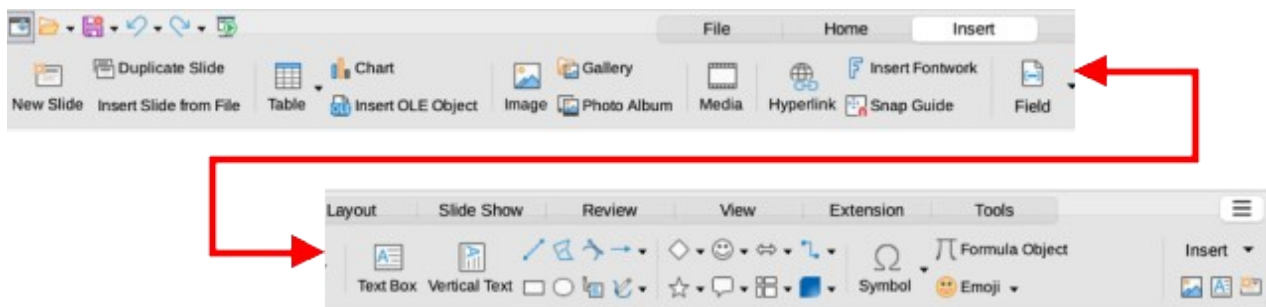 File Home Insert
Duplicate Slide Chart Gallery Insert Fontwork
New Slide Insert Slide from File Table Insert OLE Object Image Photo Album Media Hyperlink Snap Guide Field
Layout Slide Show Review View Extension Tools
Formula Object Insert
Text Box Vertical Text Symbol Emoji